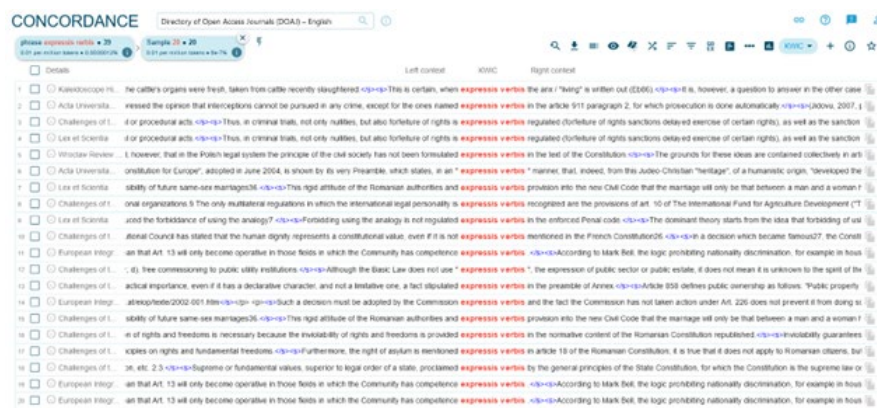 CONCORDANCE Directory of Open Access Journals (DOAJ) – English
phrase expressis verbis • 39 Sample 20 • 20
KWIC
Details Left context KWIC Right context
1 Kaleidoscope Hi... he cattle's organs were fresh, taken from cattle recently slaughtered.</s><s>This is certain, when expressis verbis the anx / "living" is written out (Eb86).</s><s>It is, however, a question to answer in the other case
2 Acta Universita... ressed the opinion that interceptions cannot be pursued in any crime, except for the ones named expressis verbis in the article 911 paragraph 2, for which prosecution is done automatically.</s><s>(Jidovu, 2007,
3 Challenges of t... d or procedural acts.</s><s>Thus, in criminal trials, not only nullities, but also forfeiture of rights is expressis verbis regulated (forfeiture of rights sanctions delayed exercise of certain rights), as well as the sanction
4 Lex et Scientia d or procedural acts.</s><s>Thus, in criminal trials, not only nullities, but also forfeiture of rights is expressis verbis regulated (forfeiture of rights sanctions delayed exercise of certain rights), as well as the sanction
5 Wroclaw Review ... t, however, that in the Polish legal system the principle of the civil society has not been formulated expressis verbis in the text of the Constitution.</s><s>The grounds for these ideas are contained collectively in arti
6 Acta Universita... onstitution for Europe", adopted in June 2004, is shown by its very Preamble, which states, in an " expressis verbis " manner, that, indeed, from this Judeo-Christian "heritage", of a humanistic origin, "developed the
7 Lex et Scientia sibility of future same-sex marriages36.</s><s>This rigid attitude of the Romanian authorities and expressis verbis provision into the new Civil Code that the marriage will only be that between a man and a woman
8 Challenges of t... onal organizations.9 The only multilateral regulations in which the international legal personality is expressis verbis recognized are the provisions of art. 10 of The International Fund for Agriculture Development ("T
9 Lex et Scientia uced the forbiddance of using the analogy? </s><s>Forbidding using the analogy is not regulated expressis verbis in the enforced Penal code.</s><s>The dominant theory starts from the idea that forbidding of usi
10 Challenges of t... utional Council has stated that the human dignity represents a constitutional value, even if it is not expressis verbis mentioned in the French Constitution26.</s><s>In a decision which became famous27, the Consti
11 European Integr... an that Art. 13 will only become operative in those fields in which the Community has competence expressis verbis .</s><s>According to Mark Bell, the logic prohibiting nationality discrimination, for example in hous
12 Challenges of t... ; d), free commissioning to public utility institutions </s><s>Although the Basic Law does not use " expressis verbis ", the expression of public sector or public estate, it does not mean it is unknown to the spirit of the
13 Challenges of t... actical importance, even if it has a declarative character, and not a limitative one, a fact stipulated expressis verbis in the preamble of Annex.</s><s>Article 858 defines public ownership as follows: "Public property
14 European Integr... .at/eiop/texte/2002-001.htm</s></p> <p><s>Such a decision must be adopted by the Commission expressis verbis and the fact the Commission has not taken action under Art. 226 does not prevent it from doing so
15 Challenges of t... sibility of future same-sex marriages36.</s><s>This rigid attitude of the Romanian authorities and expressis verbis provision into the new Civil Code that the marriage will only be that between a man and a woman
16 Challenges of t... n of rights and freedoms is necessary because the inviolability of rights and freedoms is provided expressis verbis in the normative content of the Romanian Constitution republished.</s><s>Inviolability guarantees
17 Challenges of t... iciples on rights and fundamental freedoms.</s><s>Furthermore, the right of asylum is mentioned expressis verbis in article 18 of the Romanian Constitution, it is true that it does not apply to Romanian citizens, but
18 Challenges of t... on, etc. 2.3.</s><s>Supreme or fundamental values, superior to legal order of a state, proclaimed expressis verbis by the general principles of the State Constitution, for which the Constitution is the supreme law or
19 European Integr... an that Art. 13 will only become operative in those fields in which the Community has competence expressis verbis .</s><s>According to Mark Bell, the logic prohibiting nationality discrimination, for example in hous
20 European Integr... an that Art. 13 will only become operative in those fields in which the Community has competence expressis verbis .</s><s>According to Mark Bell, the logic prohibiting nationality discrimination, for example in hous